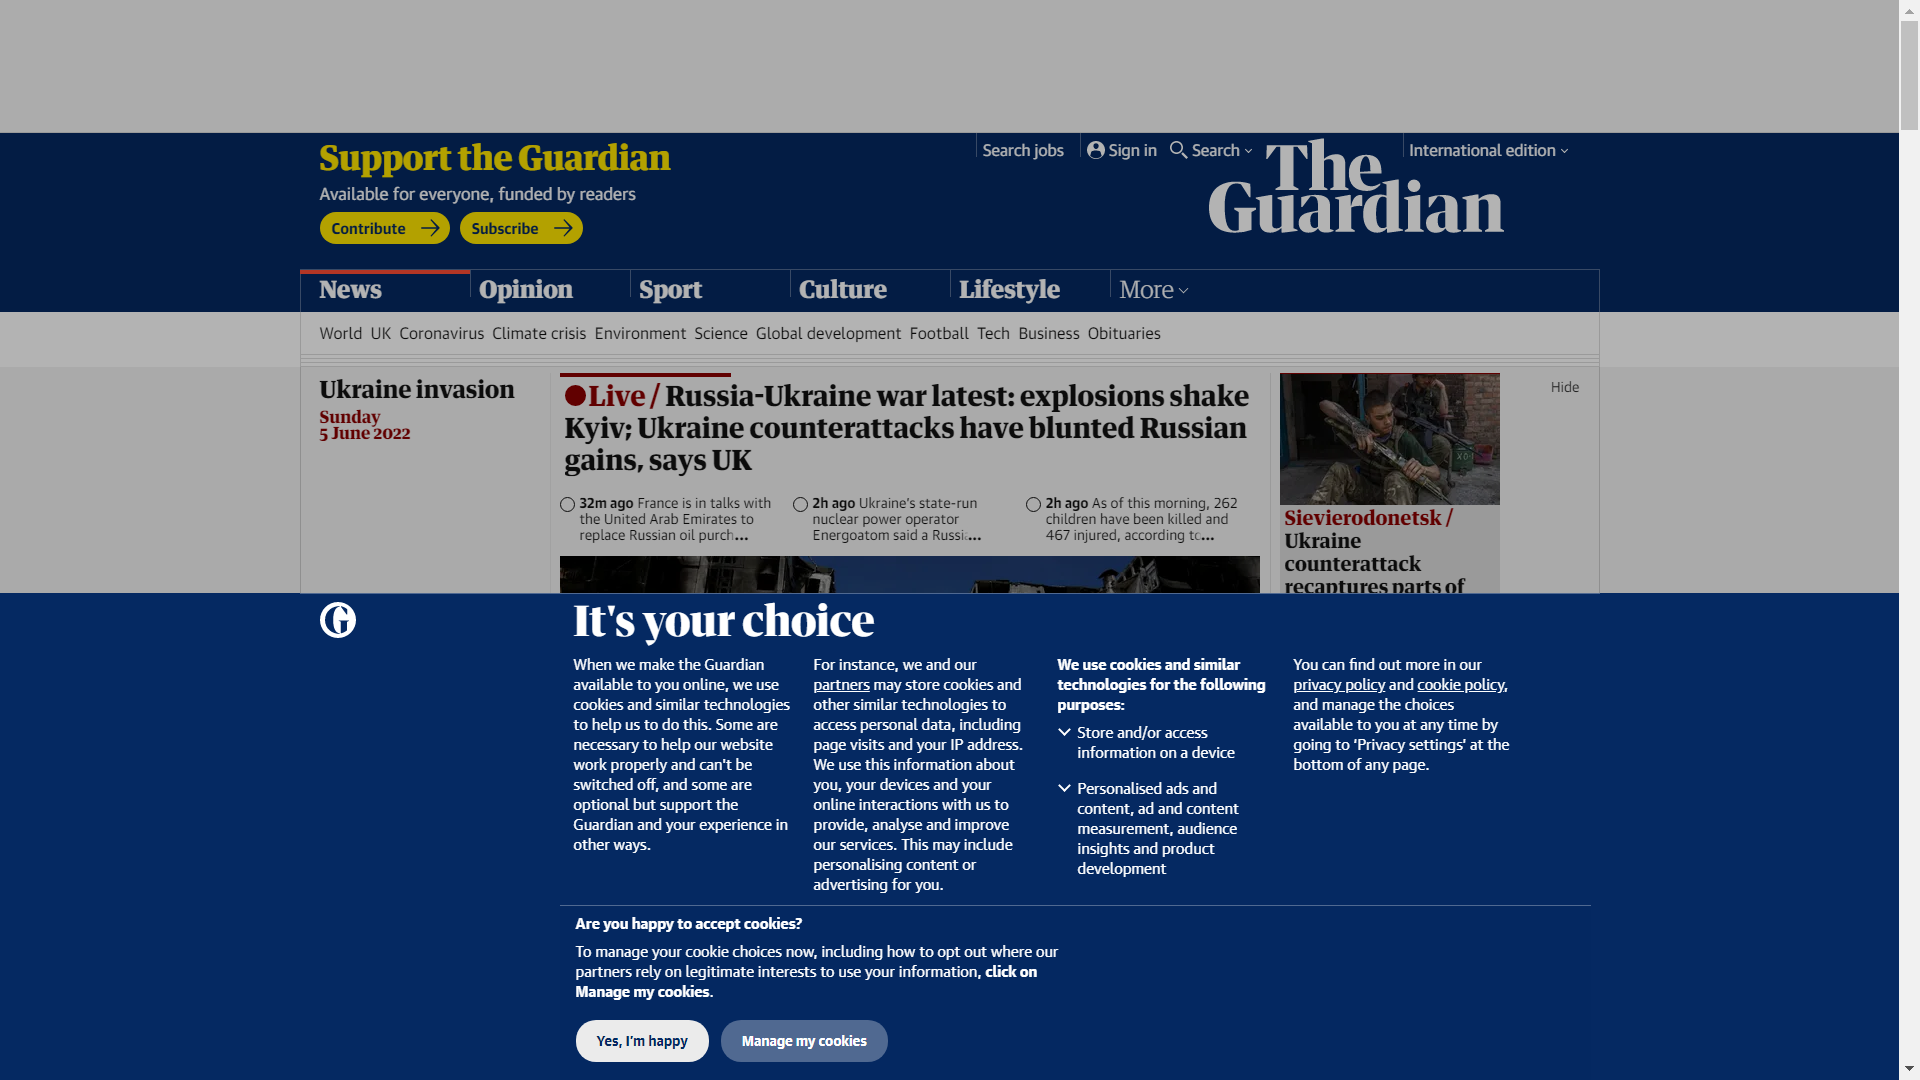 Support the Guardian
Available for everyone, funded by readers
Contribute
Subscribe
Search jobs
Sign in
Search
International edition
The
Guardian
News
Opinion
Sport
Culture
Lifestyle
More
World UK Coronavirus Climate crisis Environment Science Global development Football Tech Business Obituaries
Ukraine invasion
Sunday
5 June 2022
Live / Russia-Ukraine war latest: explosions shake
Kyiv; Ukraine counterattacks have blunted Russian
gains, says UK
32m ago France is in talks with
the United Arab Emirates to
replace Russian oil purch...
2h ago Ukraine's state-run
nuclear power operator
Energoatom said a Russi...
2h ago As of this morning, 262
children have been killed and
467 injured, according to...
Hide
Sievierodonetsk /
Ukraine
counterattack
recaptures parts of
It's your choice
When we make the Guardian
available to you online, we use
cookies and similar technologies
to help us to do this. Some are
necessary to help our website
work properly and can't be
switched off, and some are
optional but support the
Guardian and your experience in
other ways.
For instance, we and our
partners may store cookies and
other similar technologies to
access personal data, including
page visits and your IP address.
We use this information about
you, your devices and your
online interactions with us to
provide, analyse and improve
our services. This may include
personalising content or
advertising for you.
We use cookies and similar
technologies for the following
purposes:
Store and/or access
information on a device
Personalised ads and
content, ad and content
measurement, audience
insights and product
development
You can find out more in our
privacy policy and cookie policy,
and manage the choices
available to you at any time by
going to 'Privacy settings' at the
bottom of any page.
Are you happy to accept cookies?
To manage your cookie choices now, including how to opt out where our
partners rely on legitimate interests to use your information, click on
Manage my cookies.
Yes, I'm happy
Manage my cookies